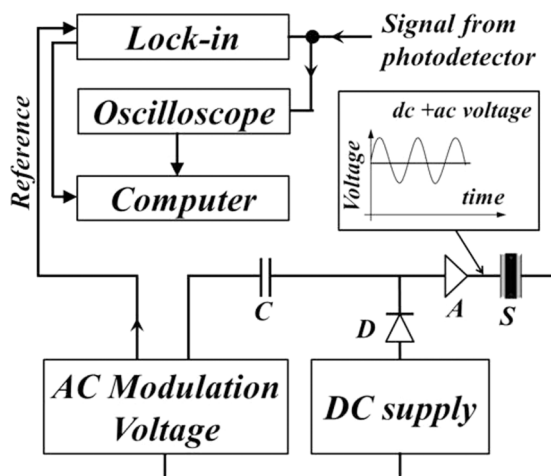 Lock-in
Signal from
photodetector
Oscilloscope
Computer
Reference
dc +ac voltage
Voltage
time
C
D
A
S
AC Modulation
Voltage
DC supply